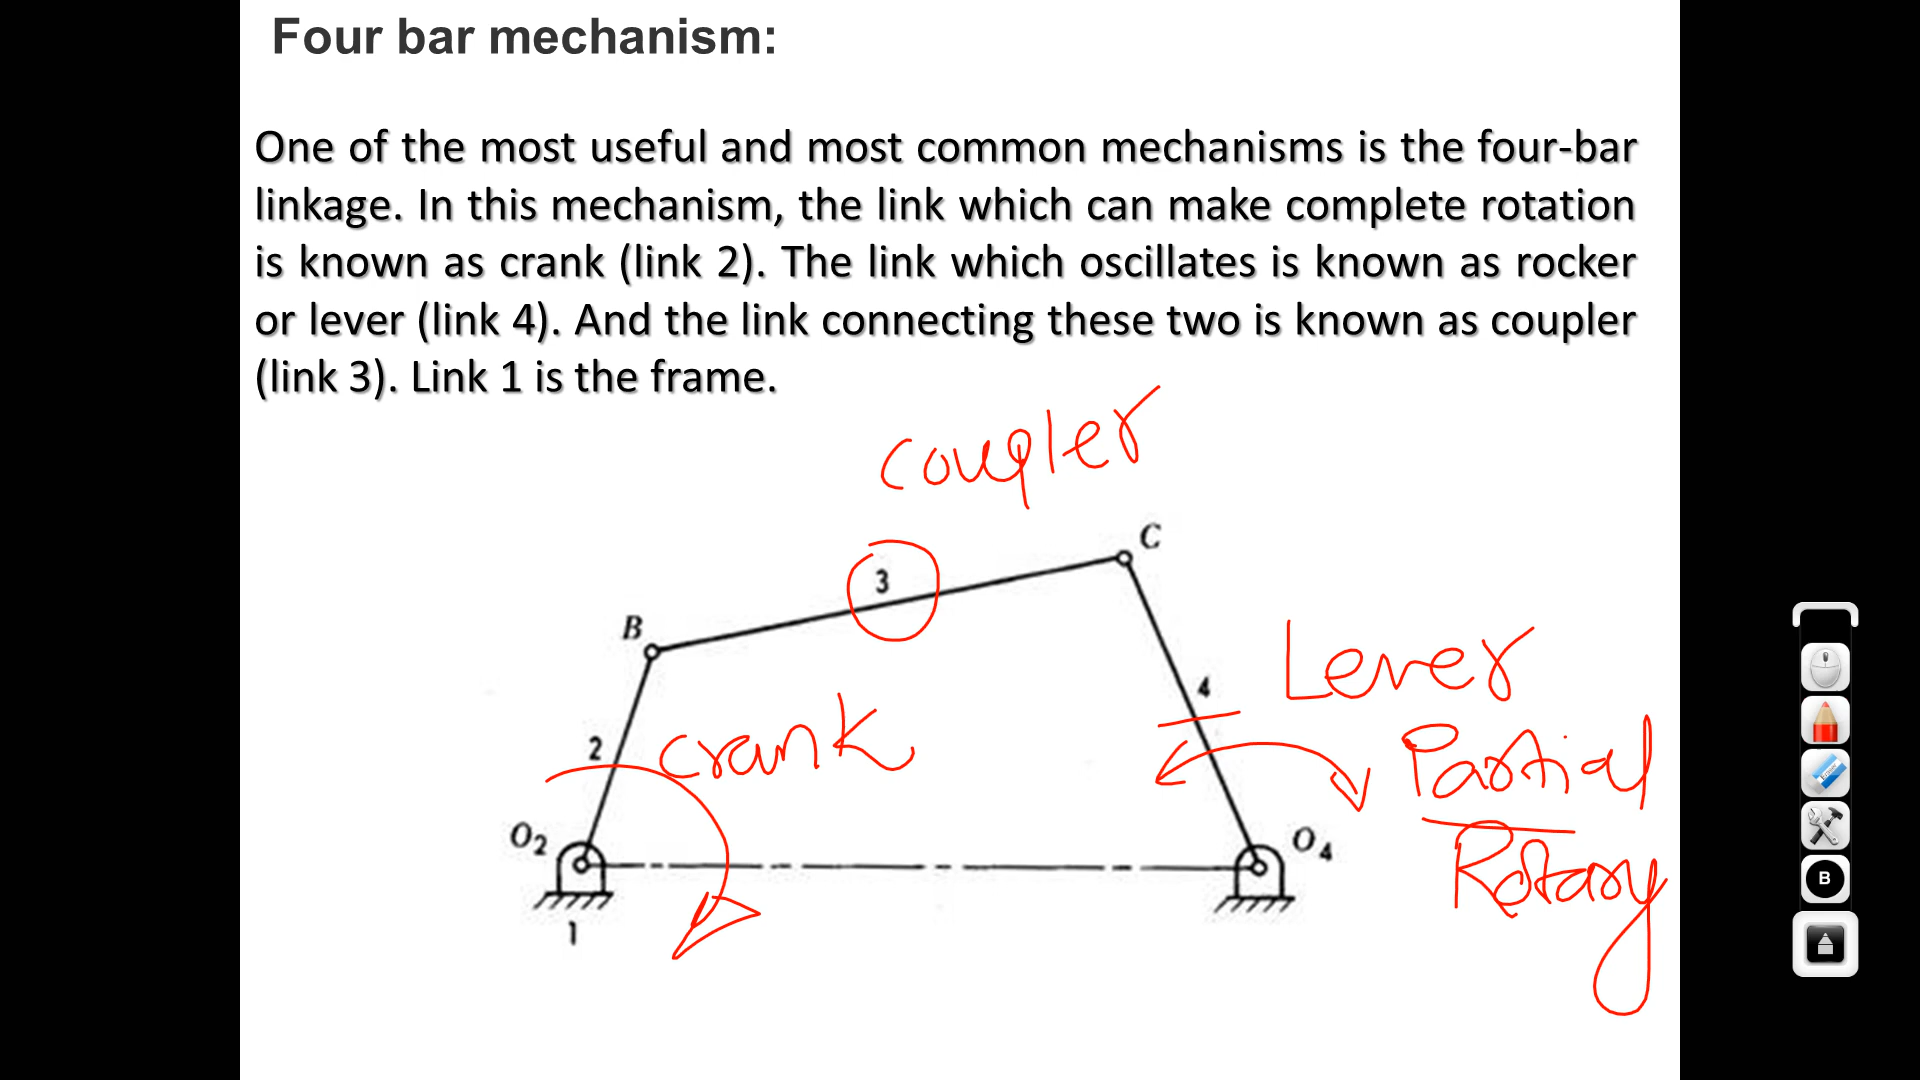 Four bar mechanism:
One of the most useful and most common mechanisms is the four-bar
linkage. In this mechanism, the link which can make complete rotation
is known as crank (link 2). The link which oscillates is known as rocker
or lever (link 4). And the link connecting these two is known as coupler
(link 3). Link 1 is the frame.
coupler
C
3
B
Lever
4
crank
2
Partial
O2
O4
Rotary
1
B